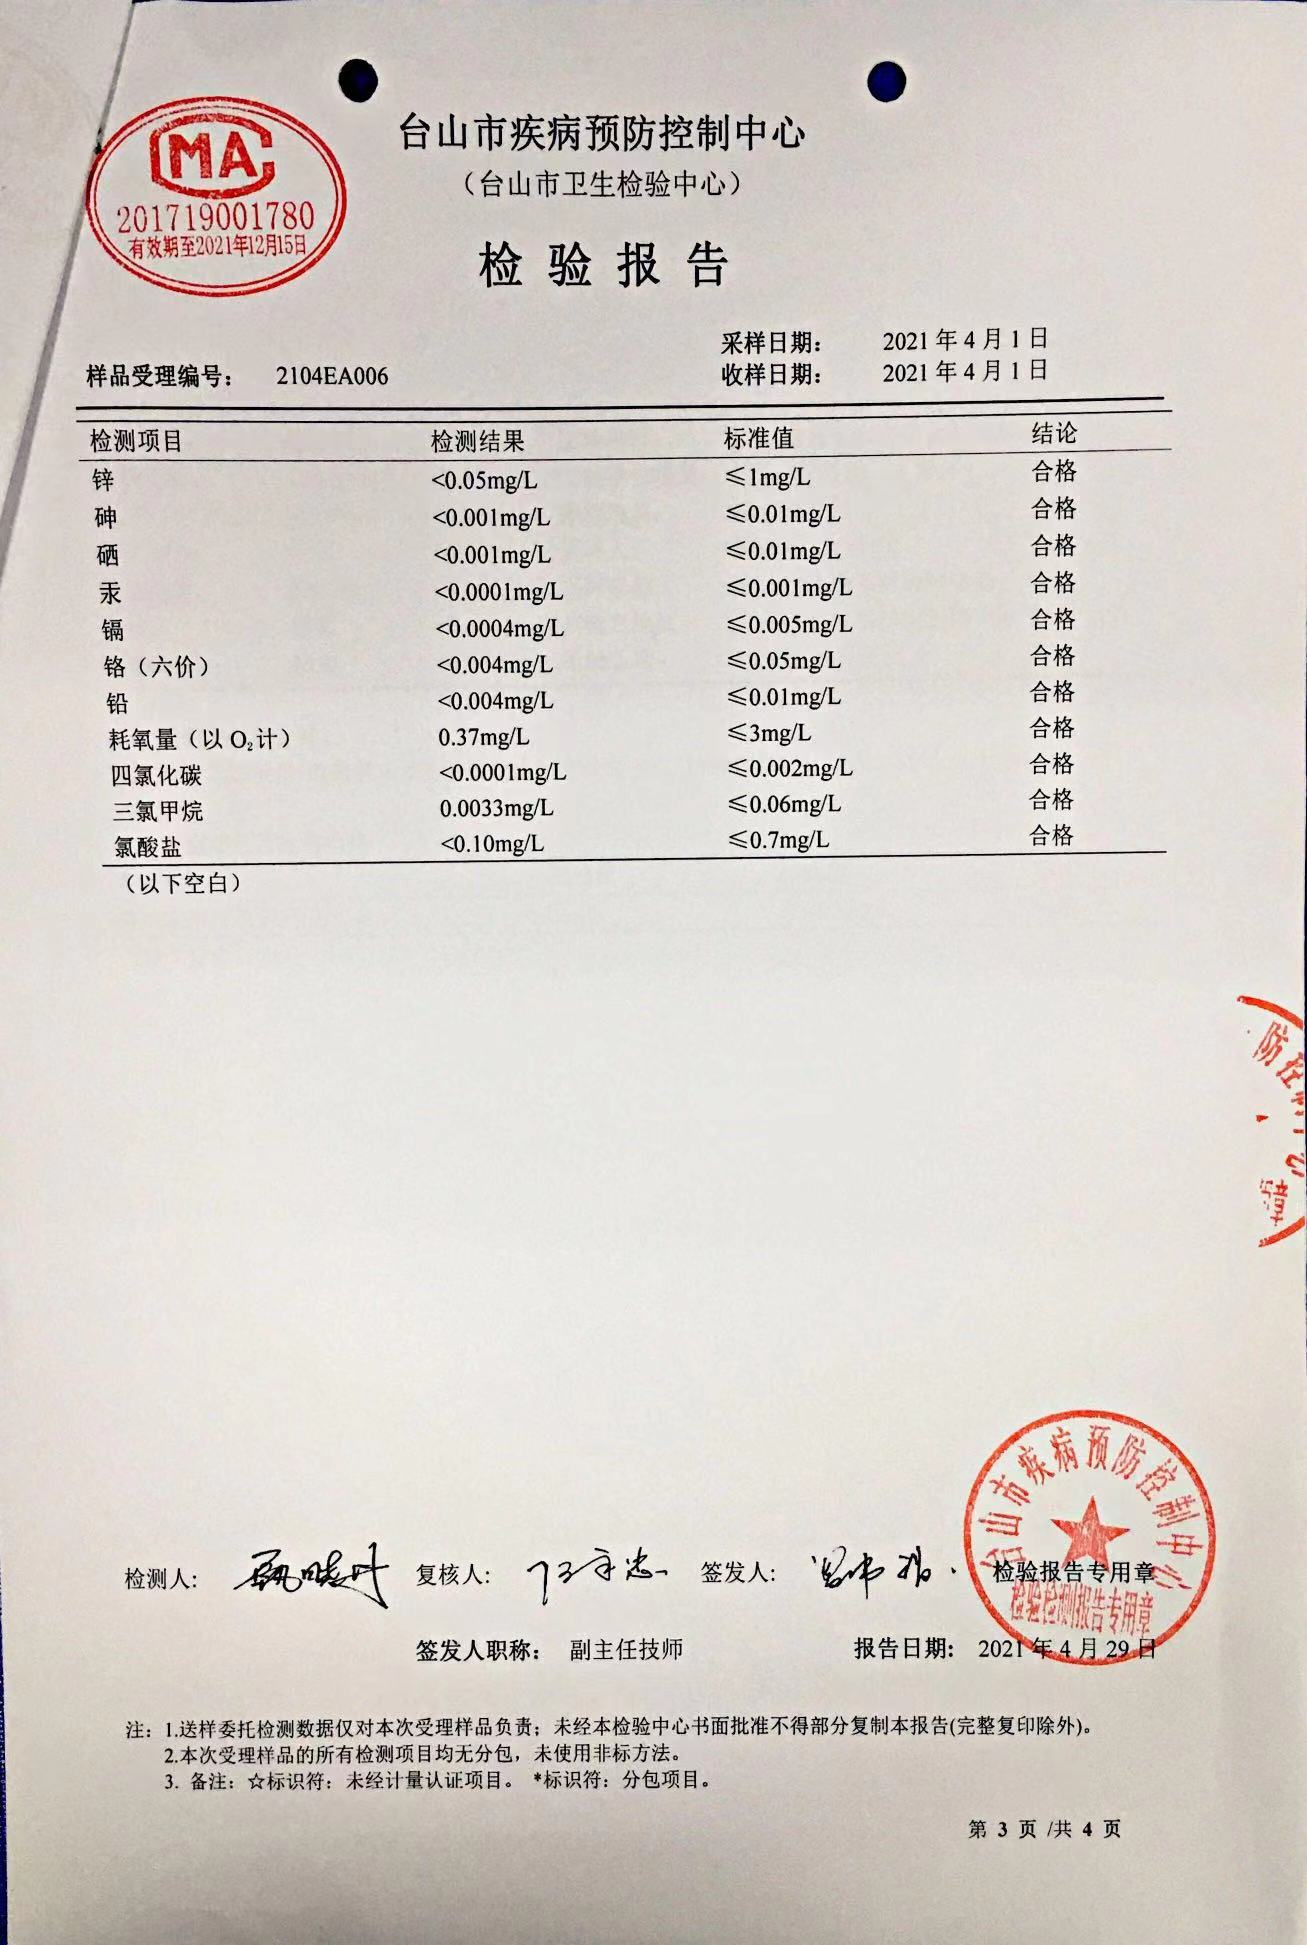 MA
201719001780
有效期至2021年12月15日
台山市疾病预防控制中心
（台山市卫生检验中心）
检验报告
采样日期： 2021年4月1日
样品受理编号： 2104EA006 收样日期： 2021年4月1日
检测项目 检测结果 标准值 结论
锌 <0.05mg/L ≤1mg/L 合格
砷 <0.001mg/L ≤0.01mg/L 合格
硒 <0.001mg/L ≤0.01mg/L 合格
汞 <0.0001mg/L ≤0.001mg/L 合格
镉 <0.0004mg/L ≤0.005mg/L 合格
铬（六价） <0.004mg/L ≤0.05mg/L 合格
铅 <0.004mg/L ≤0.01mg/L 合格
耗氧量（以 O₂计） 0.37mg/L ≤3mg/L 合格
四氯化碳 <0.0001mg/L ≤0.002mg/L 合格
三氯甲烷 0.0033mg/L ≤0.06mg/L 合格
氯酸盐 <0.10mg/L ≤0.7mg/L 合格
（以下空白）
防控
章
台山市疾病预防控制中心
检测人： 复核人： 签发人： 检验报告专用章
检验检测报告专用章
签发人职称： 副主任技师 报告日期： 2021年4月29日
注：1.送样委托检测数据仅对本次受理样品负责；未经本检验中心书面批准不得部分复制本报告(完整复印除外)。
2.本次受理样品的所有检测项目均无分包，未使用非标方法。
3. 备注：☆标识符：未经计量认证项目。 *标识符：分包项目。
第 3 页 /共 4 页